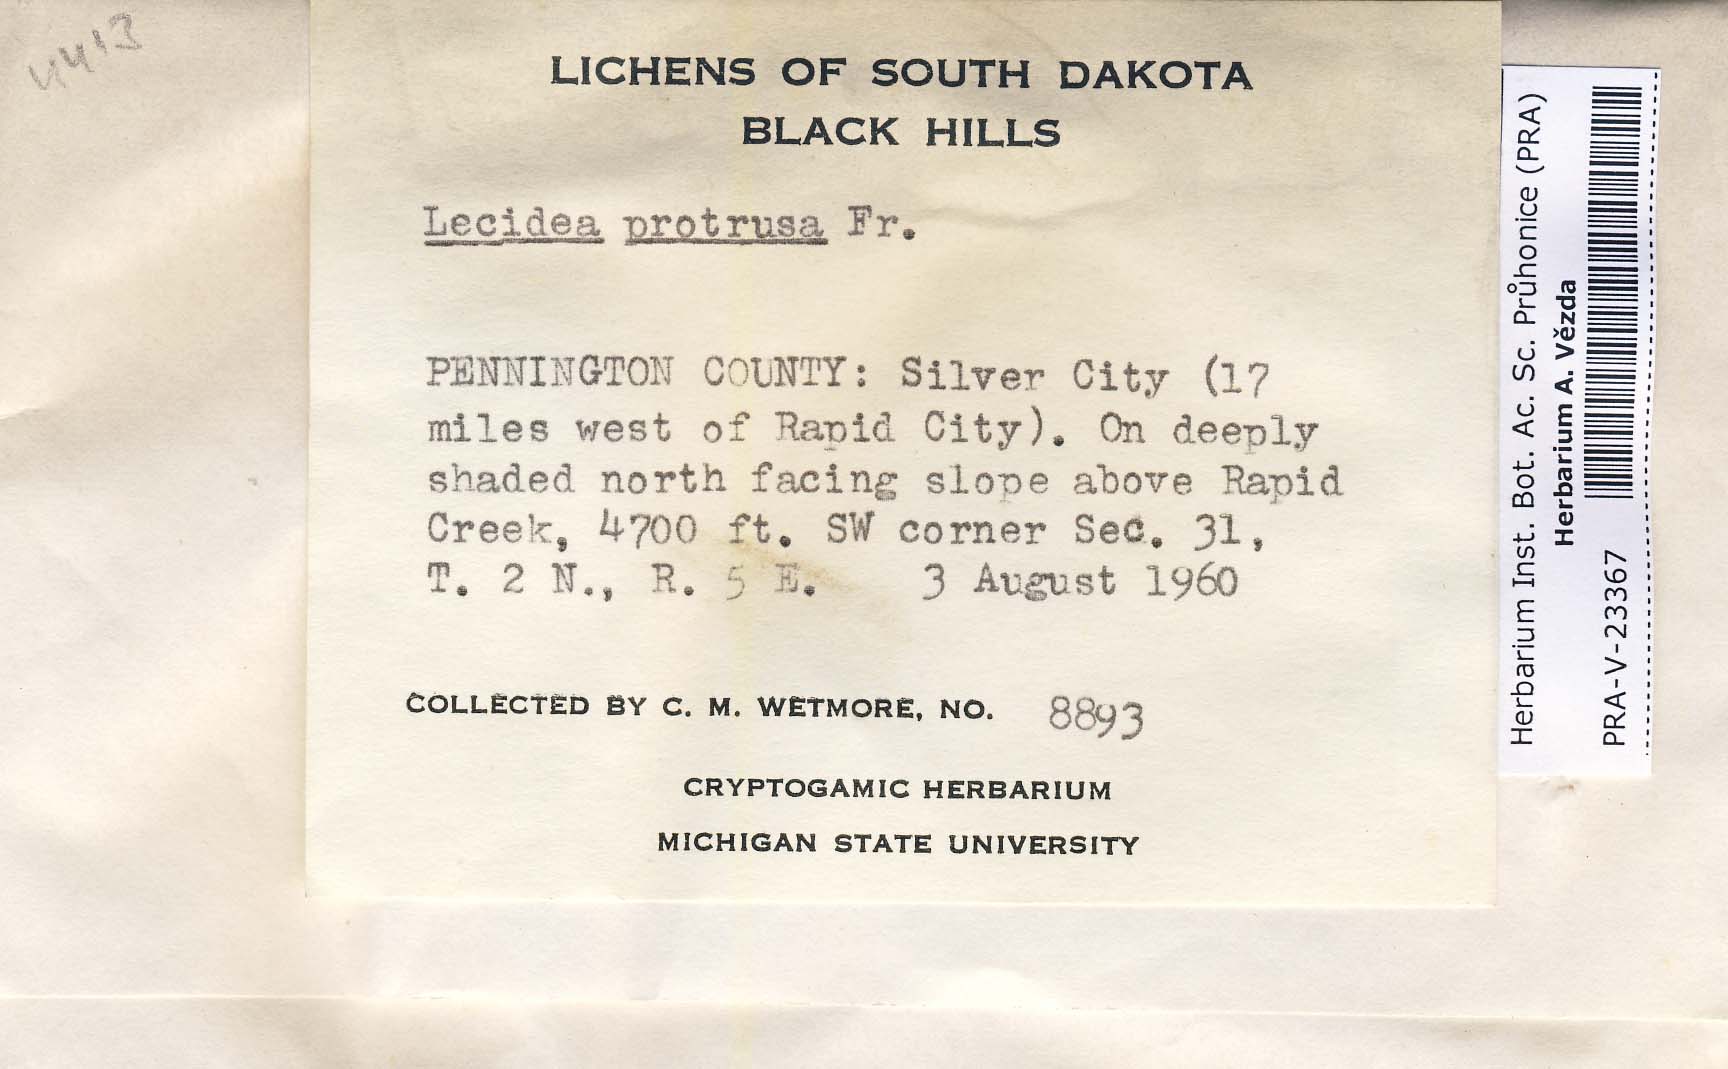 4413
LICHENS OF SOUTH DAKOTA
BLACK HILLS
Lecidea protrusa Fr.
PENNINGTON COUNTY: Silver City (17
miles west of Rapid City). On deeply
shaded north facing slope above Rapid
Creek, 4700 ft. SW corner Sec. 31,
T. 2 N., R. 5 E. 3 August 1960
COLLECTED BY C. M. WETMORE, NO. 8893
CRYPTOGAMIC HERBARIUM
MICHIGAN STATE UNIVERSITY
Herbarium Inst. Bot. Ac. Sc. Průhonice (PRA)
Herbarium A. Vězda
PRA-V-23367